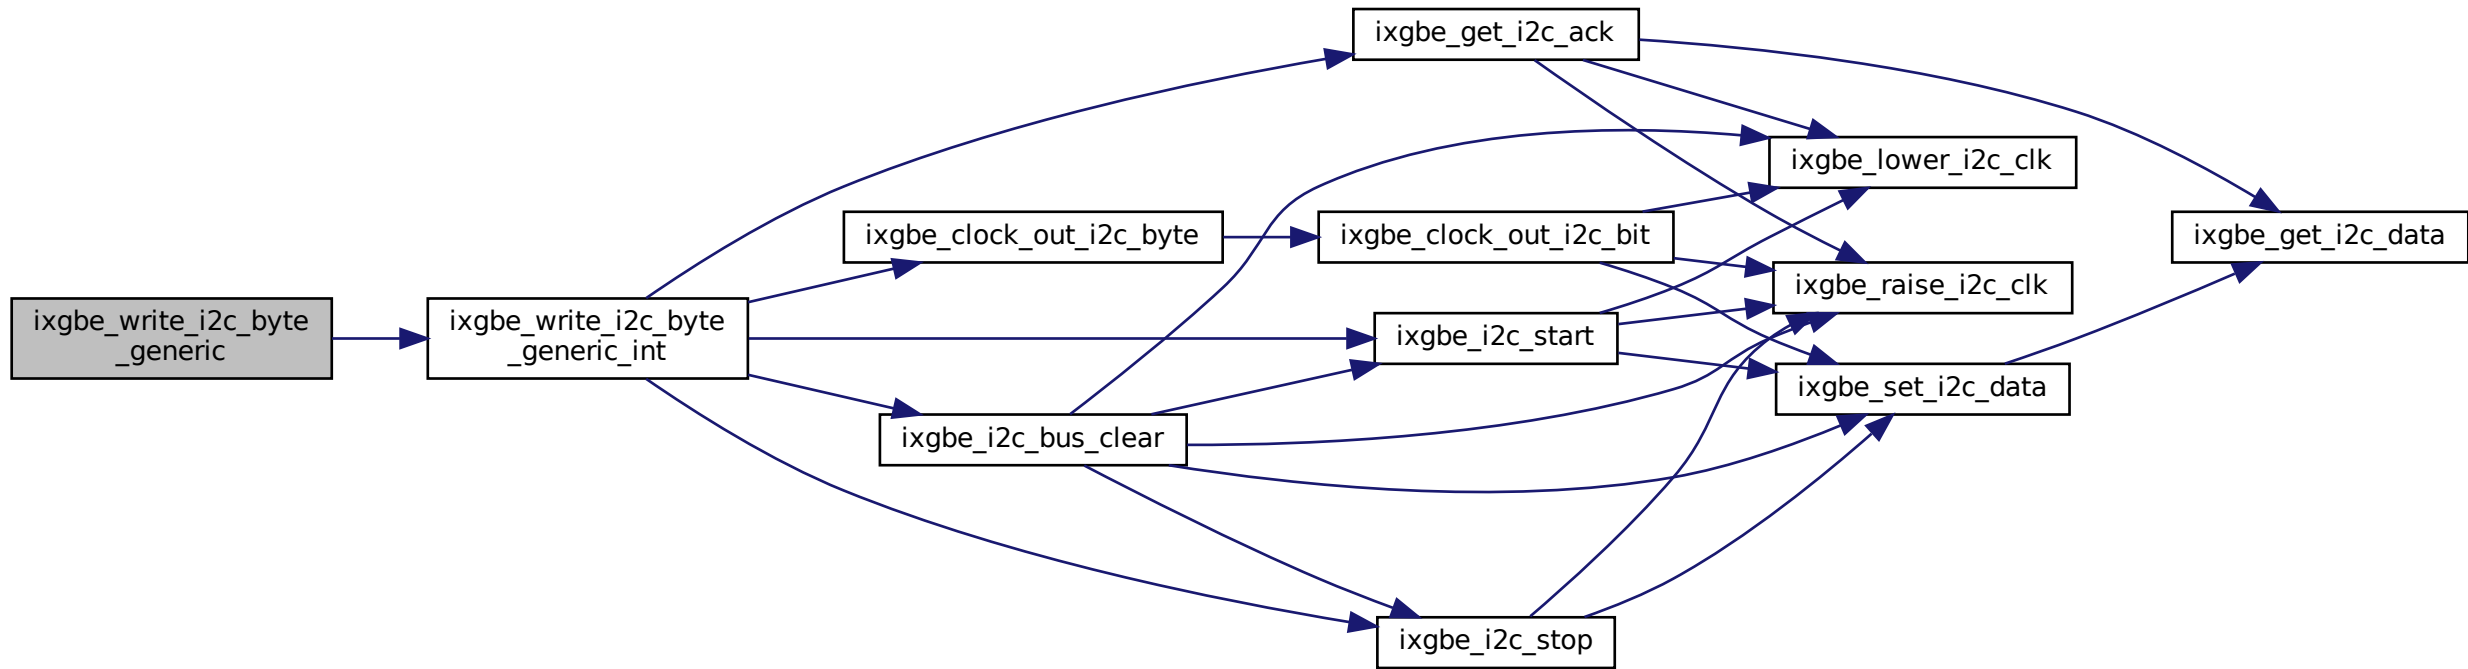 ixgbe_write_i2c_byte
_generic
ixgbe_write_i2c_byte
_generic_int
ixgbe_get_i2c_ack
ixgbe_clock_out_i2c_byte
ixgbe_i2c_bus_clear
ixgbe_clock_out_i2c_bit
ixgbe_i2c_start
ixgbe_i2c_stop
ixgbe_lower_i2c_clk
ixgbe_raise_i2c_clk
ixgbe_set_i2c_data
ixgbe_get_i2c_data